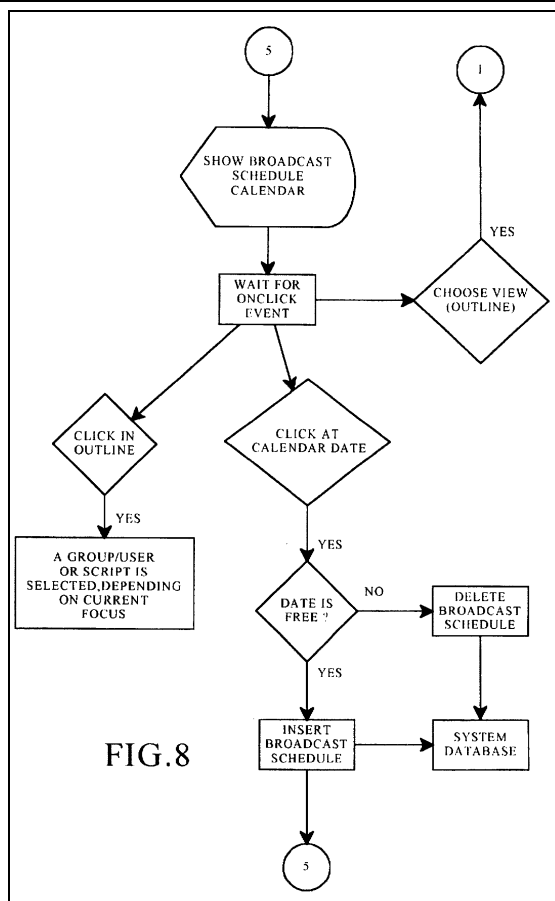 5
1
SHOW BROADCAST
SCHEDULE
CALENDAR
YES
WAIT FOR
ONCLICK
EVENT
CHOOSE VIEW
(OUTLINE)
CLICK IN
OUTLINE
CLICK AT
CALENDAR DATE
YES
A GROUP/USER
OR SCRIPT IS
SELECTED,DEPENDING
ON CURRENT
FOCUS
YES
DATE IS
FREE ?
NO
DELETE
BROADCAST
SCHEDULE
YES
INSERT
BROADCAST
SCHEDULE
SYSTEM
DATABASE
FIG.8
5